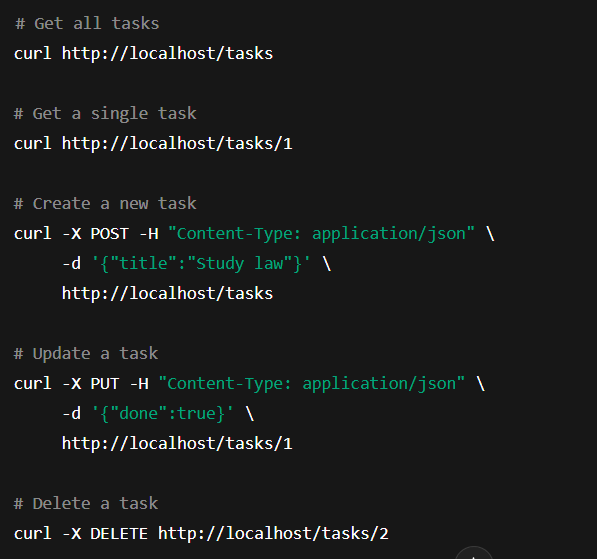 # Get all tasks
curl http://localhost/tasks
# Get a single task
curl http://localhost/tasks/1
# Create a new task
curl -X POST -H "Content-Type: application/json" \
-d '{"title":"Study law"}' \
http://localhost/tasks
# Update a task
curl -X PUT -H "Content-Type: application/json" \
-d '{"done":true}' \
http://localhost/tasks/1
# Delete a task
curl -X DELETE http://localhost/tasks/2